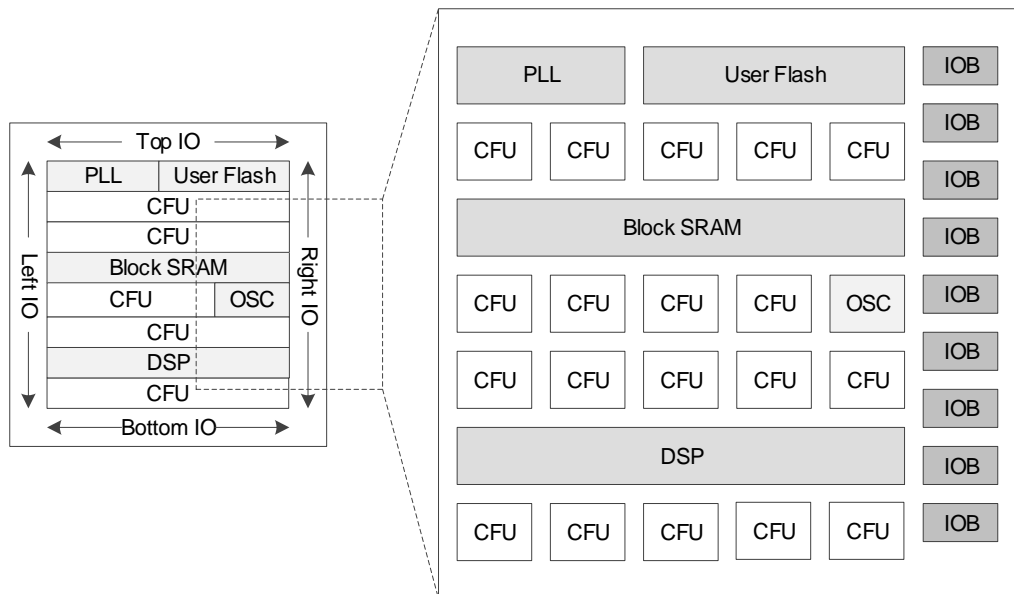 Top IO
PLL User Flash
CFU
CFU
Block SRAM
CFU OSC
CFU
DSP
CFU
Bottom IO
Left IO
Right IO
PLL User Flash IOB
IOB
CFU CFU CFU CFU CFU
IOB
Block SRAM IOB
CFU CFU CFU CFU OSC IOB
IOB
CFU CFU CFU CFU CFU
IOB
DSP IOB
CFU CFU CFU CFU CFU IOB